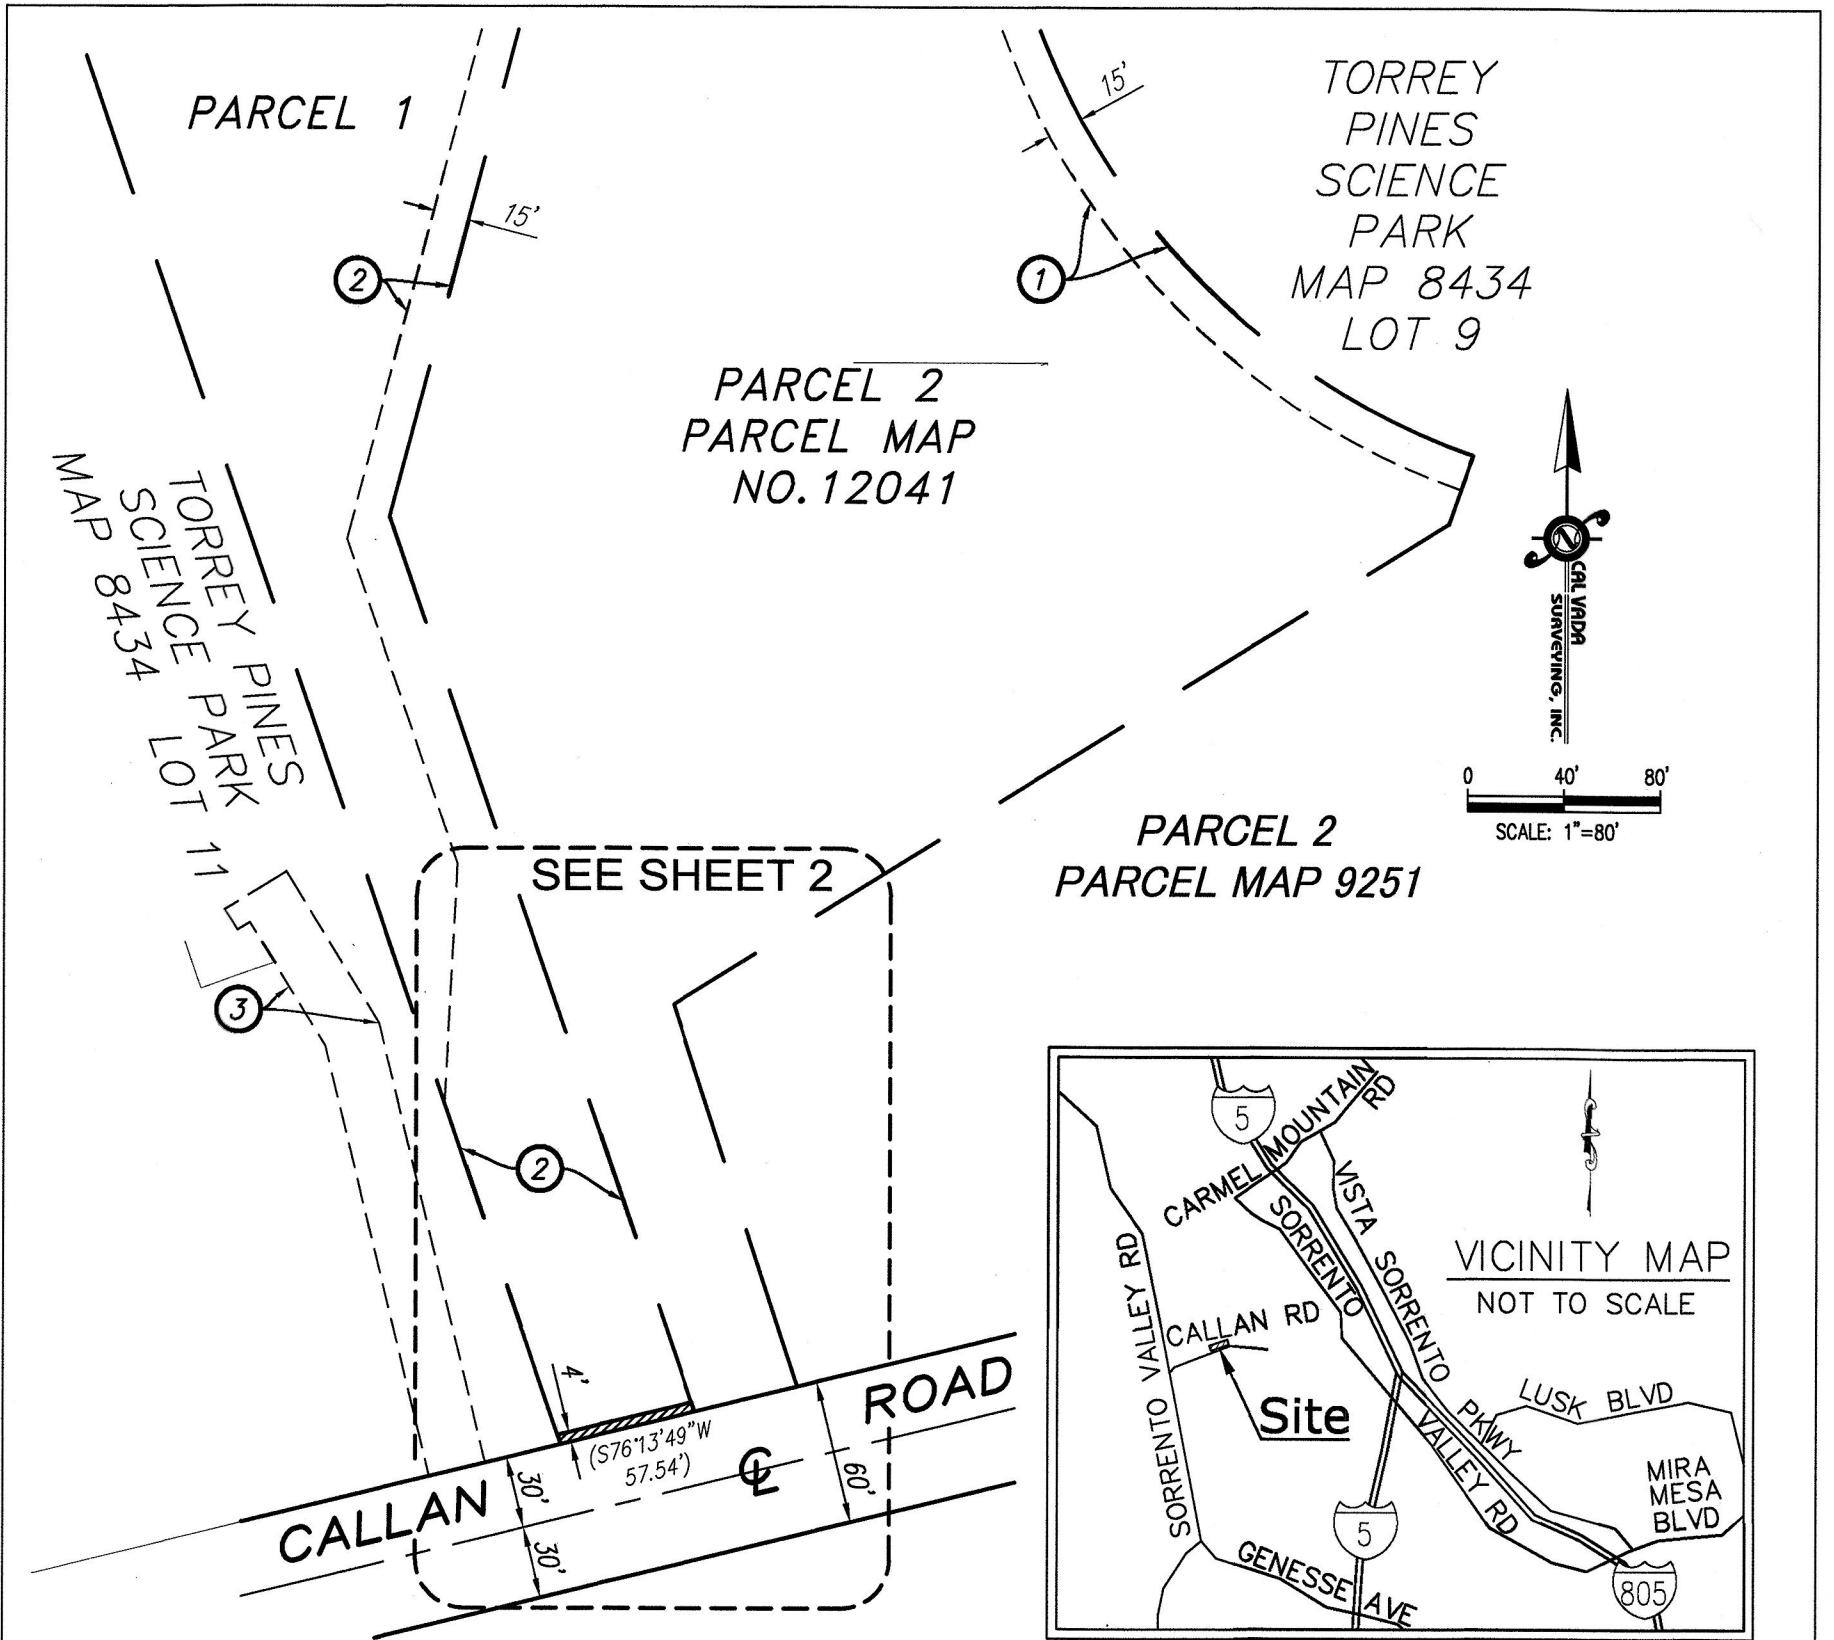 PARCEL 1
15'
2
15'
1
TORREY
PINES
SCIENCE
PARK
MAP 8434
LOT 9
PARCEL 2
PARCEL MAP
NO. 12041
TORREY PINES
SCIENCE PARK
MAP 8434 LOT 11
CAL VADA
SURVEYING, INC.
0 40' 80'
SCALE: 1"=80'
PARCEL 2
PARCEL MAP 9251
SEE SHEET 2
3
2
4'
(S76°13'49"W
57.54')
CALLAN ROAD
30'
30'
60'
℄
5
CARMEL MOUNTAIN RD
VISTA SORRENTO PKWY
SORRENTO VALLEY RD
SORRENTO VALLEY RD
CALLAN RD
Site
VICINITY MAP
NOT TO SCALE
LUSK BLVD
MIRA
MESA
BLVD
5
805
GENESSE AVE